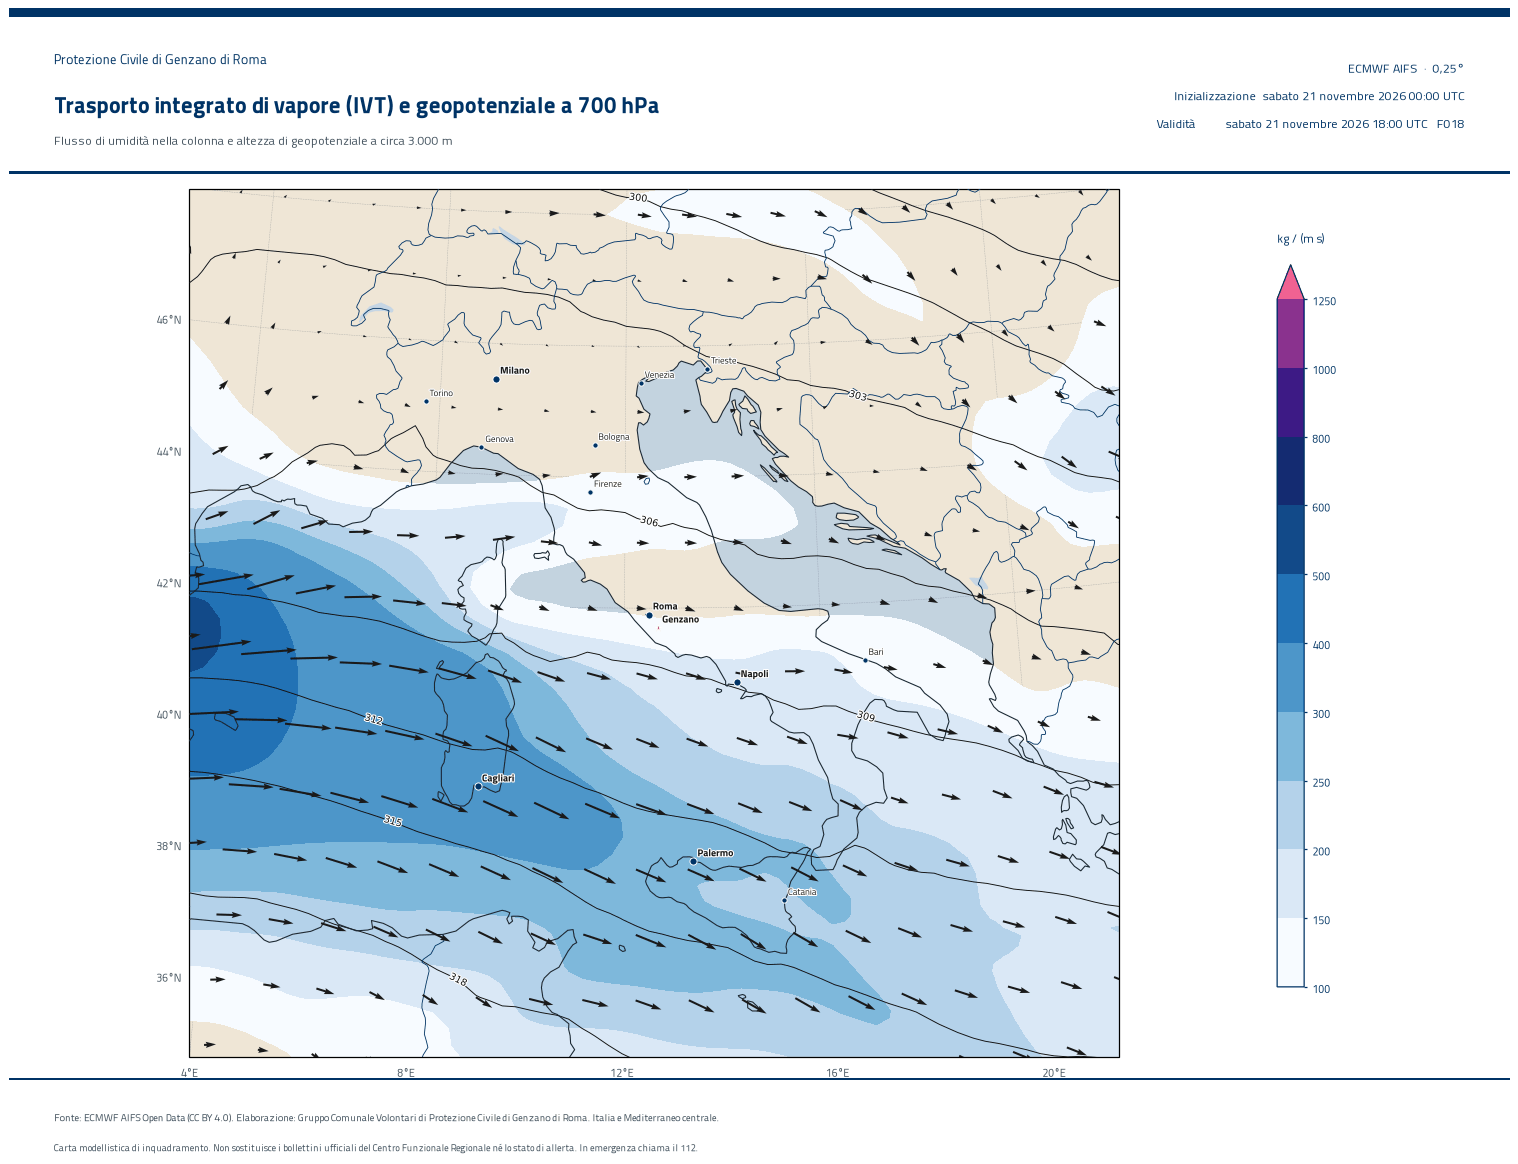 Protezione Civile di Genzano di Roma
Trasporto integrato di vapore (IVT) e geopotenziale a 700 hPa
Flusso di umidità nella colonna e altezza di geopotenziale a circa 3.000 m
ECMWF AIFS · 0,25°
Inizializzazione sabato 21 novembre 2026 00:00 UTC
Validità sabato 21 novembre 2026 18:00 UTC F018
kg / (m s)
1250
1000
800
600
500
400
300
250
200
150
100
46°N
44°N
42°N
40°N
38°N
36°N
4°E
8°E
12°E
16°E
20°E
300
303
306
309
312
315
318
Milano
Torino
Venezia
Trieste
Genova
Bologna
Firenze
Roma
Genzano
Napoli
Bari
Cagliari
Palermo
Catania
Fonte: ECMWF AIFS Open Data (CC BY 4.0). Elaborazione: Gruppo Comunale Volontari di Protezione Civile di Genzano di Roma. Italia e Mediterraneo centrale.
Carta modellistica di inquadramento. Non sostituisce i bollettini ufficiali del Centro Funzionale Regionale né lo stato di allerta. In emergenza chiama il 112.